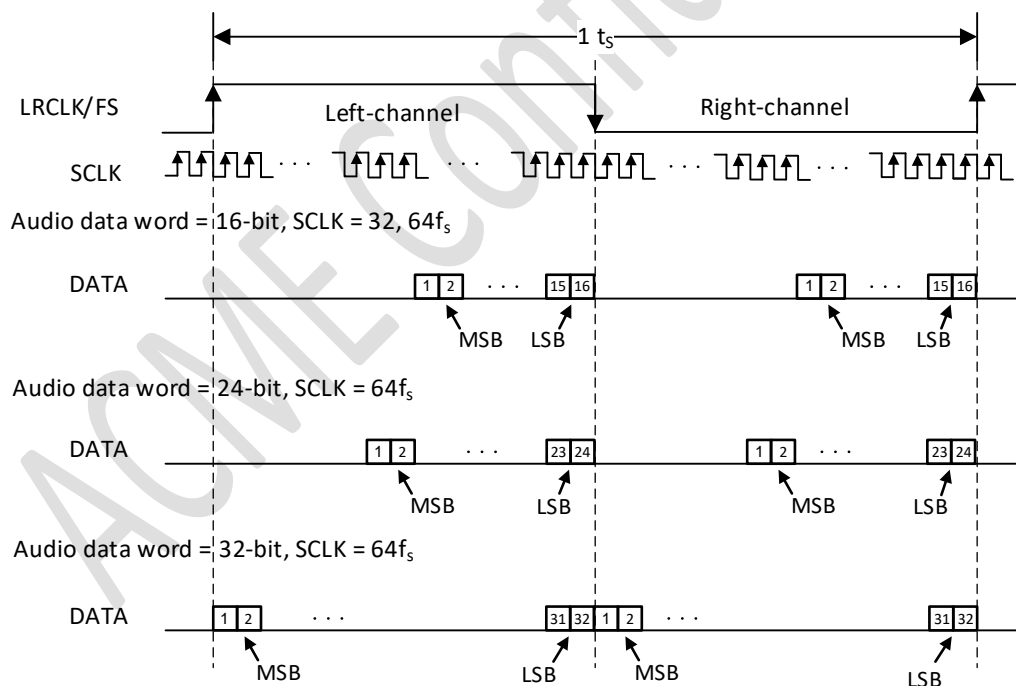 1 tS
LRCLK/FS
Left-channel
Right-channel
SCLK
· · ·
· · ·
· · ·
· · ·
Audio data word = 16-bit, SCLK = 32, 64fs
DATA
1 2 · · · 15 16
1 2 · · · 15 16
MSB LSB
MSB LSB
Audio data word = 24-bit, SCLK = 64fs
DATA
1 2 · · · 23 24
1 2 · · · 23 24
MSB LSB
MSB LSB
Audio data word = 32-bit, SCLK = 64fs
DATA
1 2 · · · 31 32 1 2 · · · 31 32
MSB LSB MSB LSB